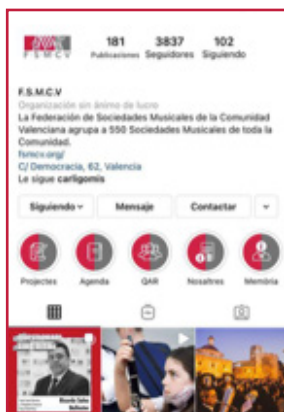 181 3837 102
FSMCV Publicaciones Seguidores Siguiendo
F.S.M.C.V
Organización sin ánimo de lucro
La Federación de Sociedades Musicales de la Comunidad
Valenciana agrupa a 550 Sociedades Musicales de toda la
Comunidad.
fsmcv.org/
C/ Democracia, 62, Valencia
Le sigue carligomis
Siguiendo Mensaje Contactar
Projectes Agenda QAR Nosaltres Memòria